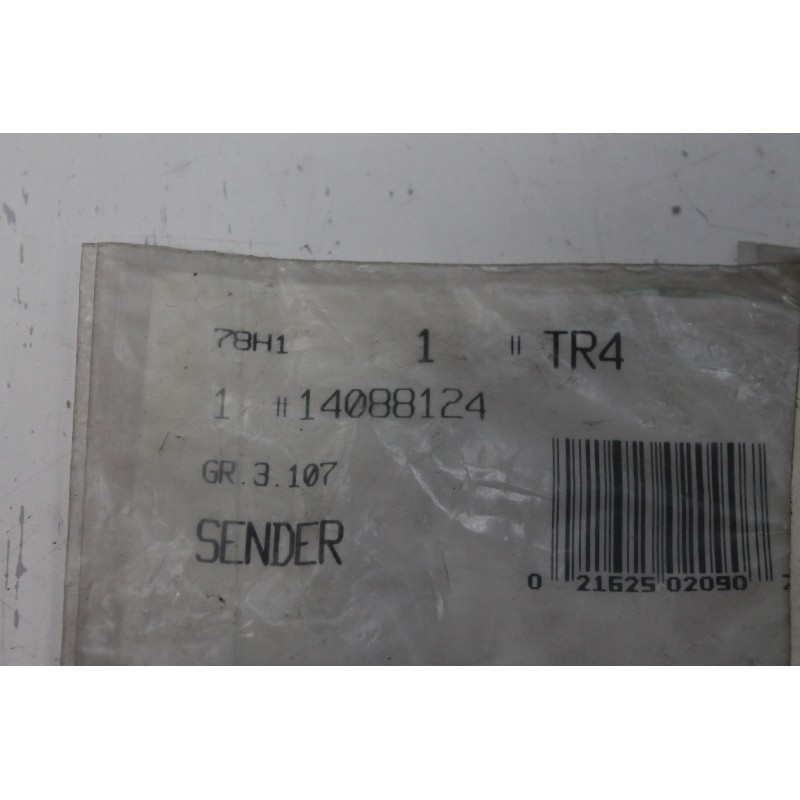 78H1 1 " TR4
1 #14088124
GR.3.107
SENDER
0 21625 02090